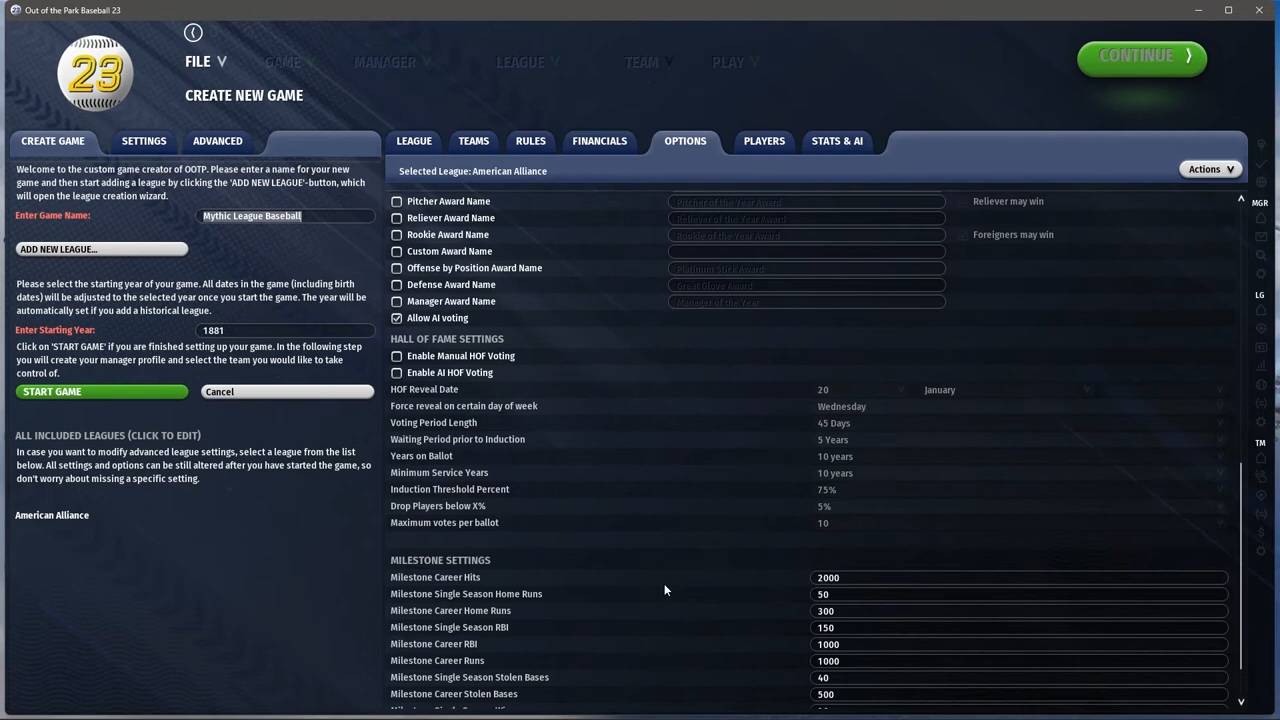 Out of the Park Baseball 23
23
FILE
GAME
MANAGER
LEAGUE
TEAM
PLAY
CONTINUE
CREATE NEW GAME
CREATE GAME
SETTINGS
ADVANCED
LEAGUE
TEAMS
RULES
FINANCIALS
OPTIONS
PLAYERS
STATS & AI
Welcome to the custom game creator of OOTP. Please enter a name for your new
game and then start adding a league by clicking the 'ADD NEW LEAGUE'-button, which
will open the league creation wizard.
Enter Game Name:
Mythic League Baseball
ADD NEW LEAGUE...
Please select the starting year of your game. All dates in the game (including birth
dates) will be adjusted to the selected year once you start the game. The year will be
automatically set if you add a historical league.
Enter Starting Year:
1881
Click on 'START GAME' if you are finished setting up your game. In the following step
you will create your manager profile and select the team you would like to take
control of.
START GAME
Cancel
ALL INCLUDED LEAGUES (CLICK TO EDIT)
In case you want to modify advanced league settings, select a league from the list
below. All settings and options can be still altered after you have started the game, so
don't worry about missing a specific setting.
American Alliance
Selected League: American Alliance
Actions
Pitcher Award Name
Pitcher of the Year Award
Reliever may win
Reliever Award Name
Reliever of the Year Award
Rookie Award Name
Rookie of the Year Award
Foreigners may win
Custom Award Name
Offense by Position Award Name
Platinum Stick Award
Defense Award Name
Great Glove Award
Manager Award Name
Manager of the Year
Allow AI voting
HALL OF FAME SETTINGS
Enable Manual HOF Voting
Enable AI HOF Voting
HOF Reveal Date
20
January
Force reveal on certain day of week
Wednesday
Voting Period Length
45 Days
Waiting Period prior to Induction
5 Years
Years on Ballot
10 years
Minimum Service Years
10 years
Induction Threshold Percent
75%
Drop Players below X%
5%
Maximum votes per ballot
10
MILESTONE SETTINGS
Milestone Career Hits
2000
Milestone Single Season Home Runs
50
Milestone Career Home Runs
300
Milestone Single Season RBI
150
Milestone Career RBI
1000
Milestone Career Runs
1000
Milestone Single Season Stolen Bases
40
Milestone Career Stolen Bases
500
MGR
LG
TM